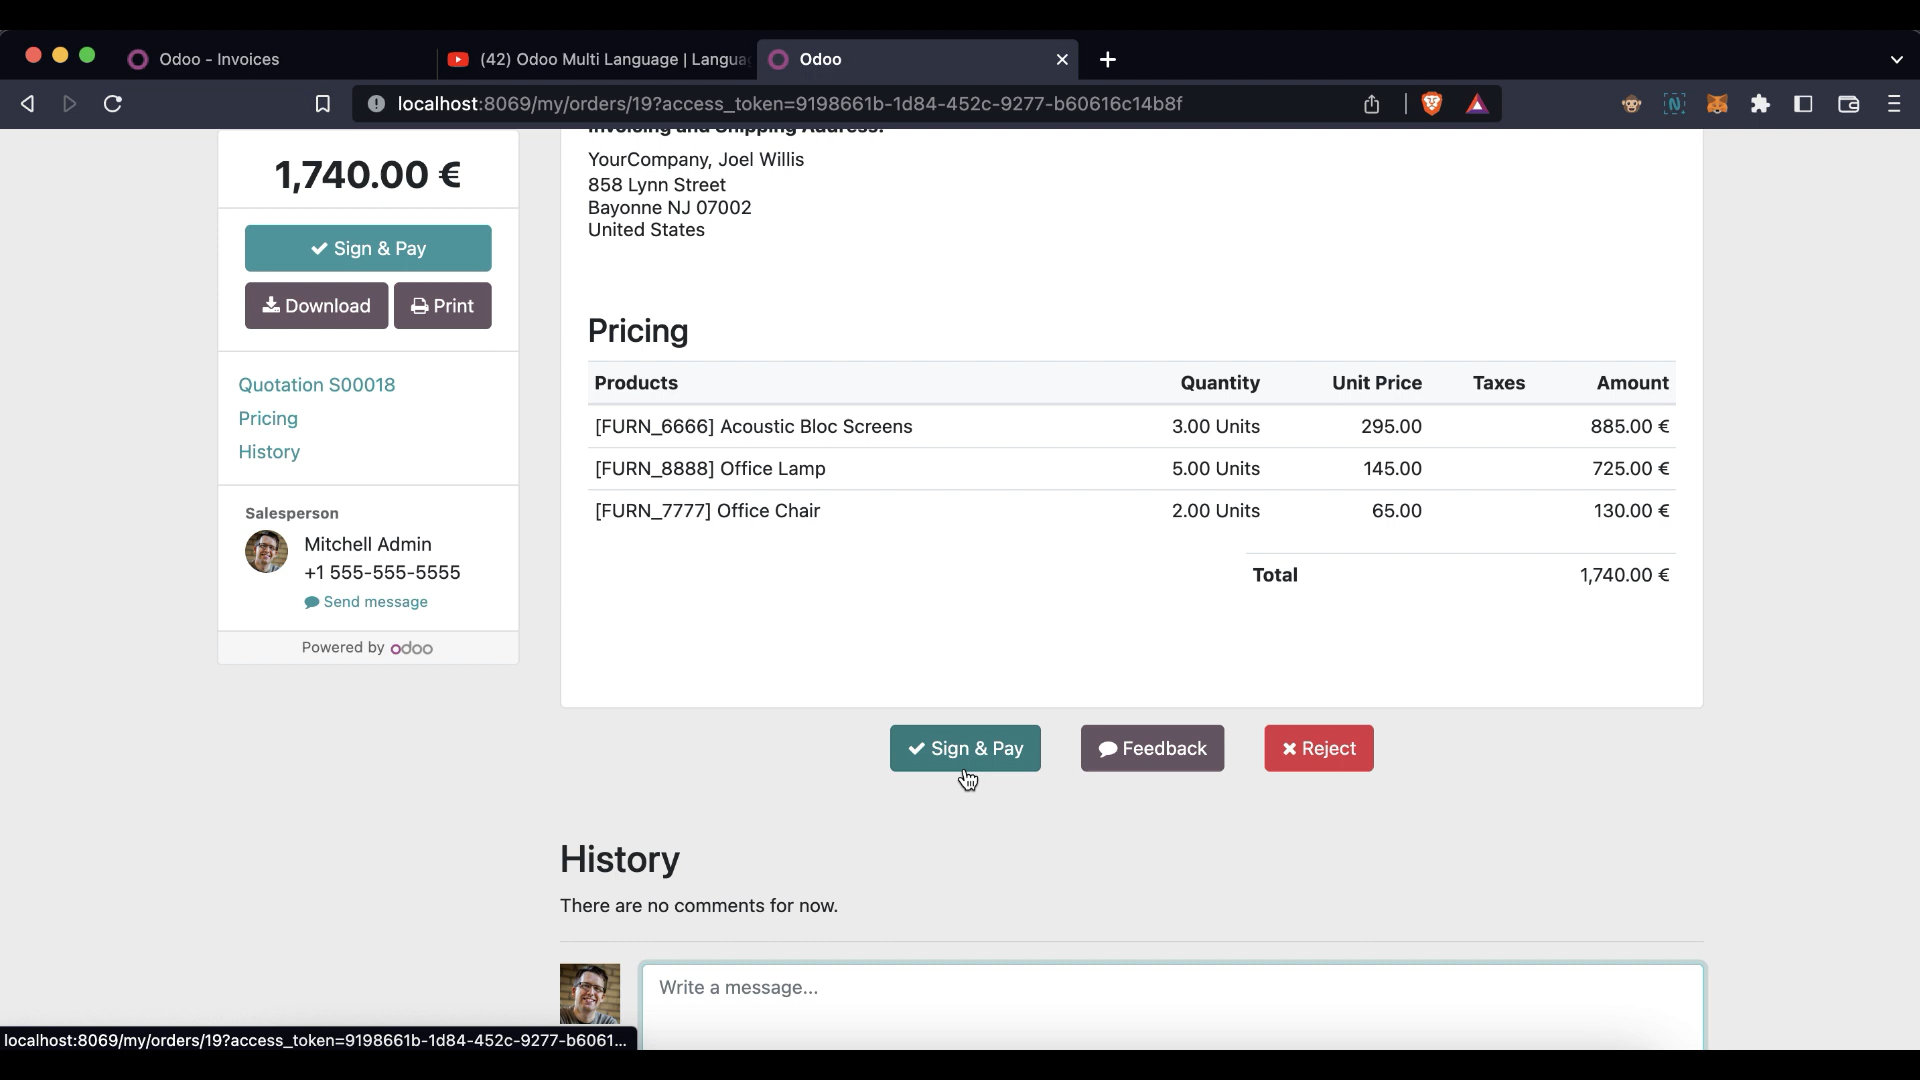 Odoo - Invoices
(42) Odoo Multi Language | Langua
Odoo
localhost:8069/my/orders/19?access_token=9198661b-1d84-452c-9277-b60616c14b8f
1,740.00 €
Sign & Pay
Download
Print
Quotation S00018
Pricing
History
Salesperson
Mitchell Admin
+1 555-555-5555
Send message
Powered by odoo
Invoicing and Shipping Address:
YourCompany, Joel Willis
858 Lynn Street
Bayonne NJ 07002
United States
Pricing
Products Quantity Unit Price Taxes Amount
[FURN_6666] Acoustic Bloc Screens 3.00 Units 295.00 885.00 €
[FURN_8888] Office Lamp 5.00 Units 145.00 725.00 €
[FURN_7777] Office Chair 2.00 Units 65.00 130.00 €
Total 1,740.00 €
Sign & Pay
Feedback
Reject
History
There are no comments for now.
Write a message...
localhost:8069/my/orders/19?access_token=9198661b-1d84-452c-9277-b6061...